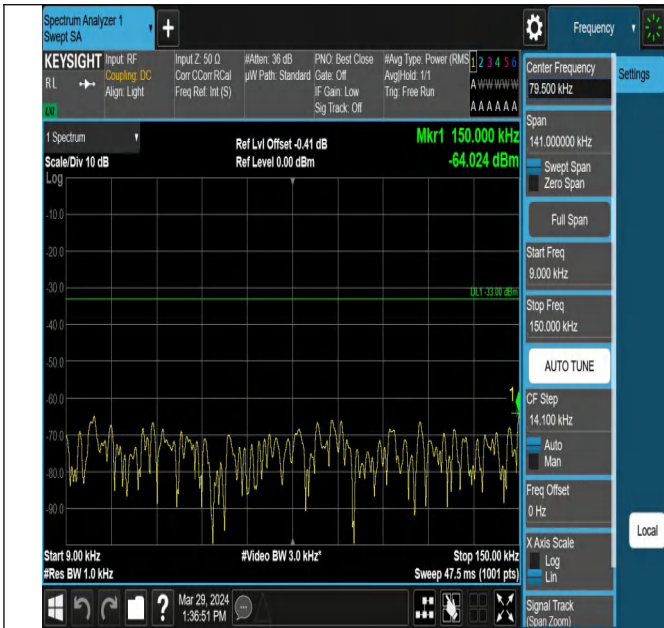 Spectrum Analyzer 1
Swept SA
Frequency
KEYSIGHT
RL
LXI
Input: RF
Coupling: DC
Align: Light
Input Z: 50 Ω
Corr CCorr RCal
Freq Ref: Int (S)
#Atten: 36 dB
µW Path: Standard
PNO: Best Close
Gate: Off
IF Gain: Low
Sig Track: Off
#Avg Type: Power (RMS
Avg|Hold: 1/1
Trig: Free Run
1 2 3 4 5 6
A W W W W W
A A A A A A
Center Frequency
79.500 kHz
Settings
1 Spectrum
Scale/Div 10 dB
Ref Lvl Offset -0.41 dB
Ref Level 0.00 dBm
Mkr1 150.000 kHz
-64.024 dBm
Log
-10.0
-20.0
-30.0
DL1 -33.00 dBm
-40.0
-50.0
-60.0
1
-70.0
-80.0
-90.0
Start 9.00 kHz
#Res BW 1.0 kHz
#Video BW 3.0 kHz*
Stop 150.00 kHz
Sweep 47.5 ms (1001 pts)
Span
141.000000 kHz
Swept Span
Zero Span
Full Span
Start Freq
9.000 kHz
Stop Freq
150.000 kHz
AUTO TUNE
CF Step
14.100 kHz
Auto
Man
Freq Offset
0 Hz
X Axis Scale
Log
Lin
Local
Signal Track
(Span Zoom)
?
Mar 29, 2024
1:36:51 PM